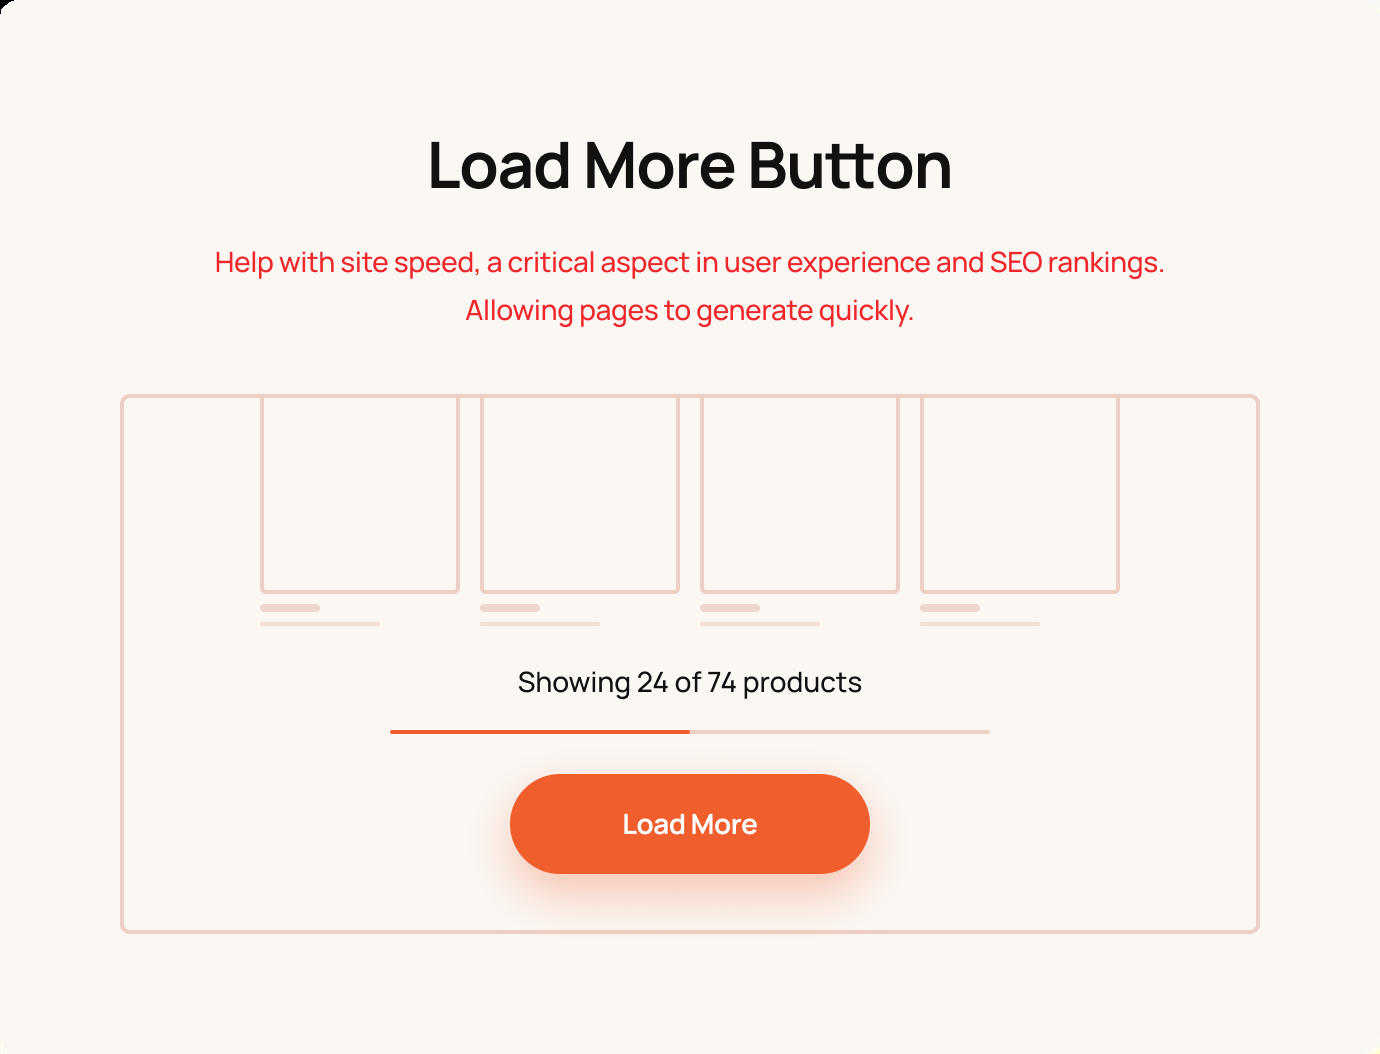 Load More Button
Help with site speed, a critical aspect in user experience and SEO rankings.
Allowing pages to generate quickly.
Showing 24 of 74 products
Load More